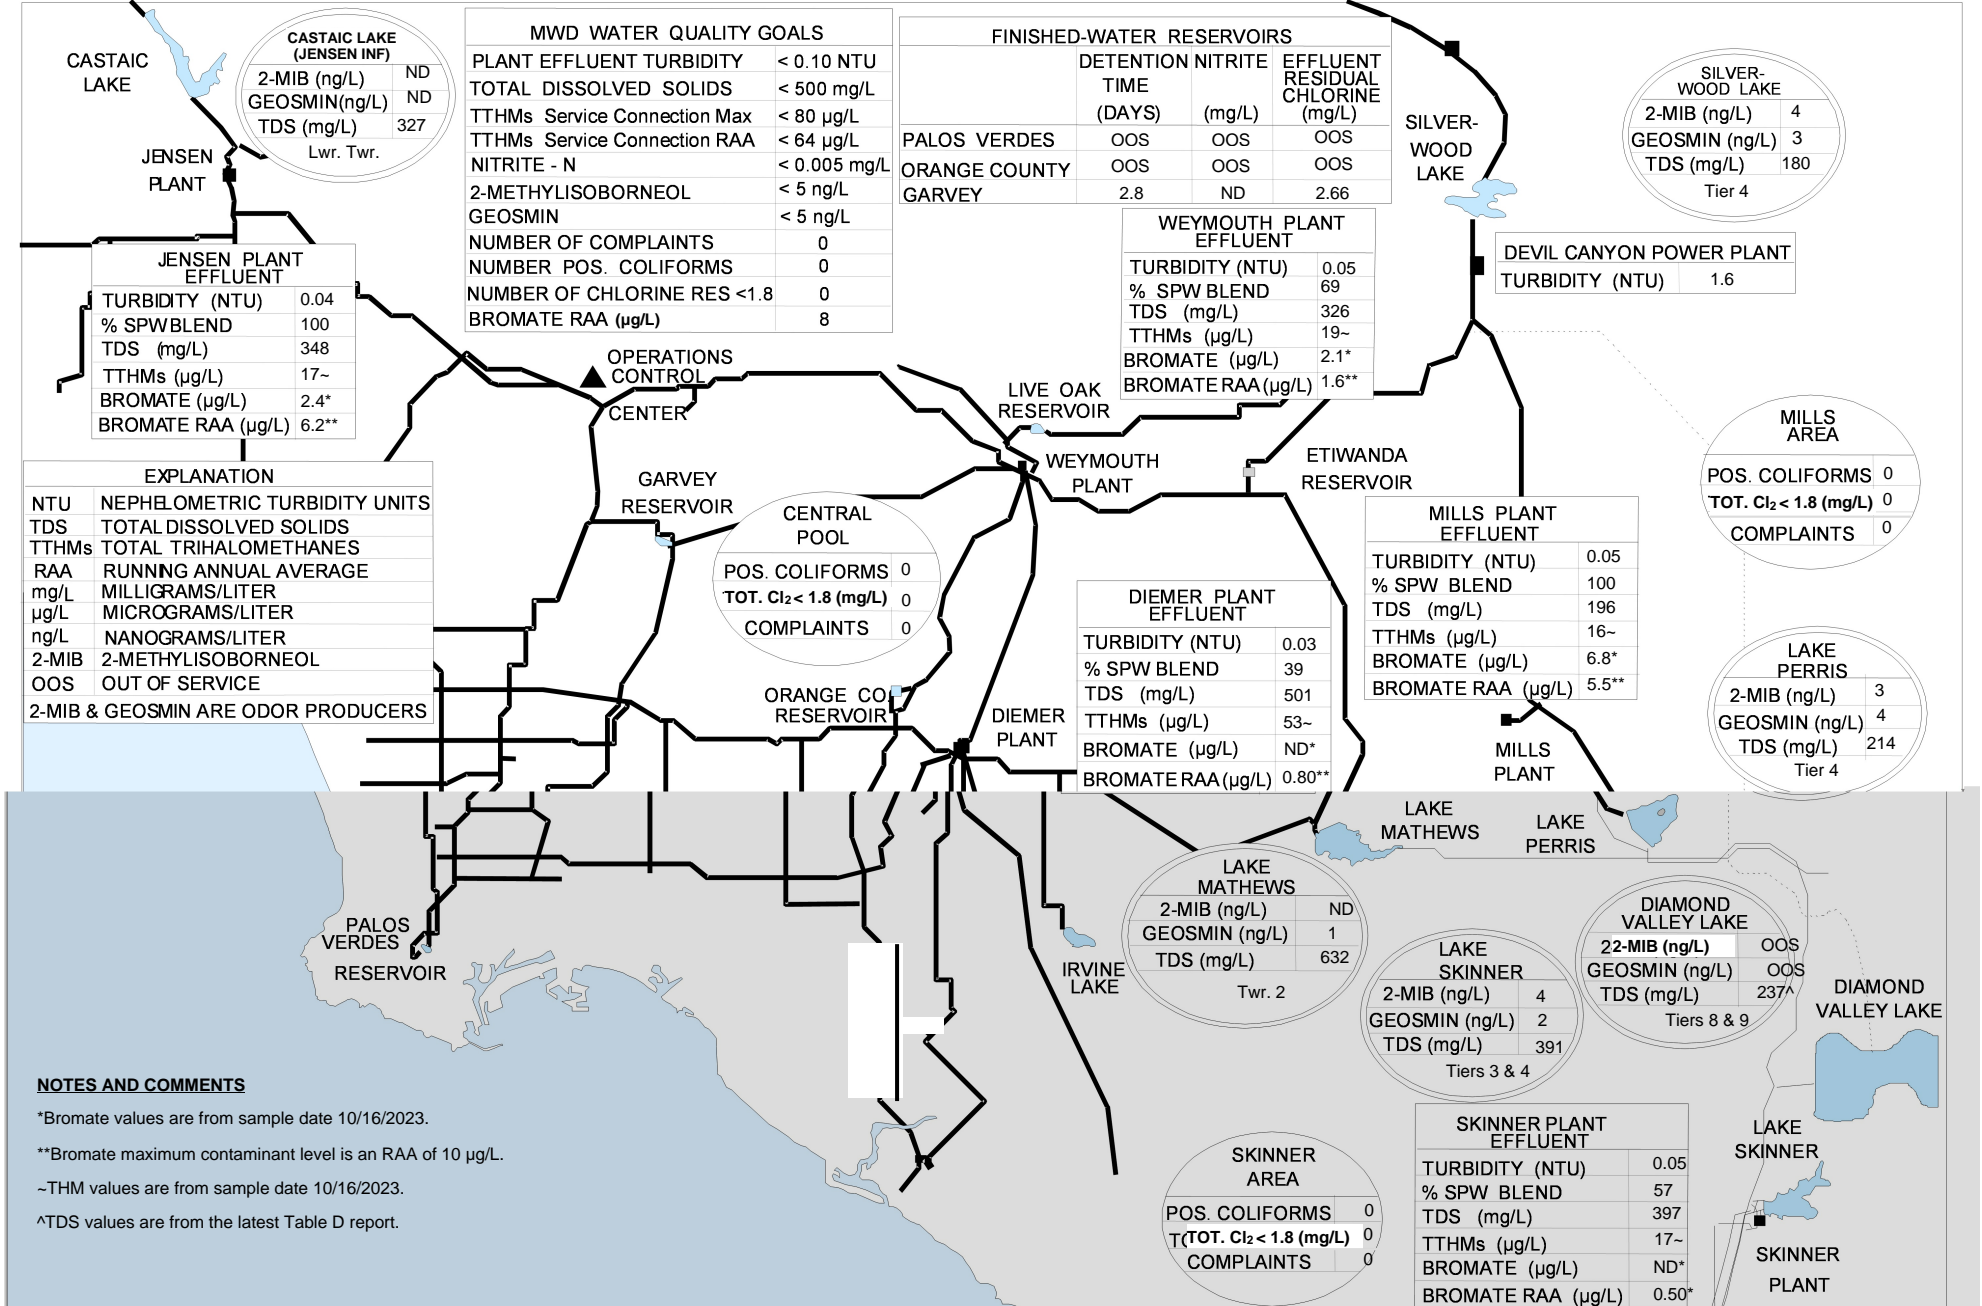 CASTAIC
LAKE
CASTAIC LAKE
(JENSEN INF)
2-MIB (ng/L) ND
GEOSMIN(ng/L) ND
TDS (mg/L) 327
Lwr. Twr.
JENSEN
PLANT
MWD WATER QUALITY GOALS
PLANT EFFLUENT TURBIDITY < 0.10 NTU
TOTAL DISSOLVED SOLIDS < 500 mg/L
TTHMs Service Connection Max < 80 µg/L
TTHMs Service Connection RAA < 64 µg/L
NITRITE - N < 0.005 mg/L
2-METHYLISOBORNEOL < 5 ng/L
GEOSMIN < 5 ng/L
NUMBER OF COMPLAINTS 0
NUMBER POS. COLIFORMS 0
NUMBER OF CHLORINE RES <1.8 0
BROMATE RAA (µg/L) 8
FINISHED-WATER RESERVOIRS
DETENTION TIME (DAYS) NITRITE (mg/L) EFFLUENT RESIDUAL CHLORINE (mg/L)
PALOS VERDES OOS OOS OOS
ORANGE COUNTY OOS OOS OOS
GARVEY 2.8 ND 2.66
SILVER-
WOOD
LAKE
SILVER-
WOOD LAKE
2-MIB (ng/L) 4
GEOSMIN (ng/L) 3
TDS (mg/L) 180
Tier 4
DEVIL CANYON POWER PLANT
TURBIDITY (NTU) 1.6
WEYMOUTH PLANT
EFFLUENT
TURBIDITY (NTU) 0.05
% SPW BLEND 69
TDS (mg/L) 326
TTHMs (µg/L) 19~
BROMATE (µg/L) 2.1*
BROMATE RAA (µg/L) 1.6**
JENSEN PLANT
EFFLUENT
TURBIDITY (NTU) 0.04
% SPW BLEND 100
TDS (mg/L) 348
TTHMs (µg/L) 17~
BROMATE (µg/L) 2.4*
BROMATE RAA (µg/L) 6.2**
OPERATIONS
CONTROL
CENTER
LIVE OAK
RESERVOIR
WEYMOUTH
PLANT
ETIWANDA
RESERVOIR
GARVEY
RESERVOIR
EXPLANATION
NTU NEPHELOMETRIC TURBIDITY UNITS
TDS TOTAL DISSOLVED SOLIDS
TTHMs TOTAL TRIHALOMETHANES
RAA RUNNING ANNUAL AVERAGE
mg/L MILLIGRAMS/LITER
µg/L MICROGRAMS/LITER
ng/L NANOGRAMS/LITER
2-MIB 2-METHYLISOBORNEOL
OOS OUT OF SERVICE
2-MIB & GEOSMIN ARE ODOR PRODUCERS
CENTRAL
POOL
POS. COLIFORMS 0
TOT. Cl2 < 1.8 (mg/L) 0
COMPLAINTS 0
MILLS
AREA
POS. COLIFORMS 0
TOT. Cl2 < 1.8 (mg/L) 0
COMPLAINTS 0
MILLS PLANT
EFFLUENT
TURBIDITY (NTU) 0.05
% SPW BLEND 100
TDS (mg/L) 196
TTHMs (µg/L) 16~
BROMATE (µg/L) 6.8*
BROMATE RAA (µg/L) 5.5**
DIEMER PLANT
EFFLUENT
TURBIDITY (NTU) 0.03
% SPW BLEND 39
TDS (mg/L) 501
TTHMs (µg/L) 53~
BROMATE (µg/L) ND*
BROMATE RAA (µg/L) 0.80**
LAKE
PERRIS
2-MIB (ng/L) 3
GEOSMIN (ng/L) 4
TDS (mg/L) 214
Tier 4
ORANGE CO
RESERVOIR
DIEMER
PLANT
MILLS
PLANT
LAKE
MATHEWS
LAKE
PERRIS
PALOS
VERDES
RESERVOIR
IRVINE
LAKE
LAKE
MATHEWS
2-MIB (ng/L) ND
GEOSMIN (ng/L) 1
TDS (mg/L) 632
Twr. 2
LAKE
SKINNER
2-MIB (ng/L) 4
GEOSMIN (ng/L) 2
TDS (mg/L) 391
Tiers 3 & 4
DIAMOND
VALLEY LAKE
22-MIB (ng/L) OOS
GEOSMIN (ng/L) OOS
TDS (mg/L) 237^
Tiers 8 & 9
DIAMOND
VALLEY LAKE
NOTES AND COMMENTS
*Bromate values are from sample date 10/16/2023.
**Bromate maximum contaminant level is an RAA of 10 µg/L.
~THM values are from sample date 10/16/2023.
^TDS values are from the latest Table D report.
SKINNER
AREA
POS. COLIFORMS 0
TOT. Cl2 < 1.8 (mg/L) 0
COMPLAINTS 0
SKINNER PLANT
EFFLUENT
TURBIDITY (NTU) 0.05
% SPW BLEND 57
TDS (mg/L) 397
TTHMs (µg/L) 17~
BROMATE (µg/L) ND*
BROMATE RAA (µg/L) 0.50*
LAKE
SKINNER
SKINNER
PLANT